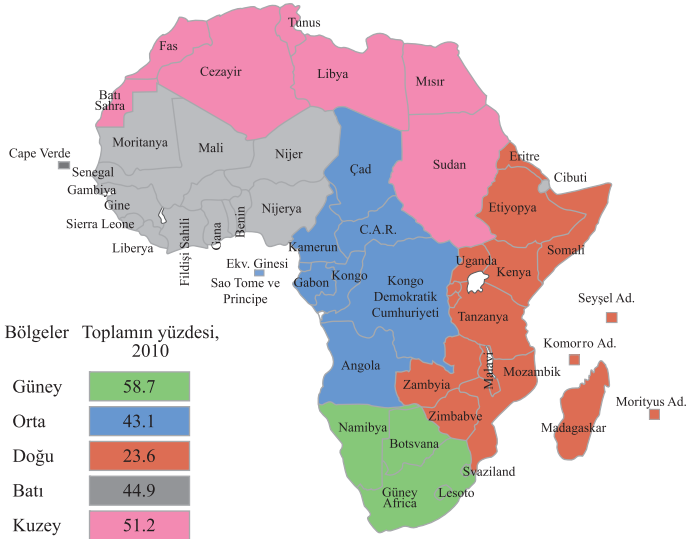 Tunus
Fas
Cezayir
Libya
Mısır
Batı
Sahra
Moritanya
Mali
Nijer
Çad
Sudan
Eritre
Cape Verde
Senegal
Cibuti
Gambiya
Gine
Nijerya
Etiyopya
Sierra Leone
C.A.R.
Liberya
Fildişi Sahili
Gana
Benin
Kamerun
Somali
Ekv. Ginesi
Uganda
Kenya
Sao Tome ve
Principe
Gabon
Kongo
Kongo
Demokratik
Cumhuriyeti
Seyşel Ad.
Tanzanya
Komorro Ad.
Angola
Malavi
Mozambik
Zambyia
Morityus Ad.
Zimbabve
Madagaskar
Namibya
Botsvana
Svaziland
Güney
Africa
Lesoto
Bölgeler Toplamın yüzdesi,
2010
Güney 58.7
Orta 43.1
Doğu 23.6
Batı 44.9
Kuzey 51.2